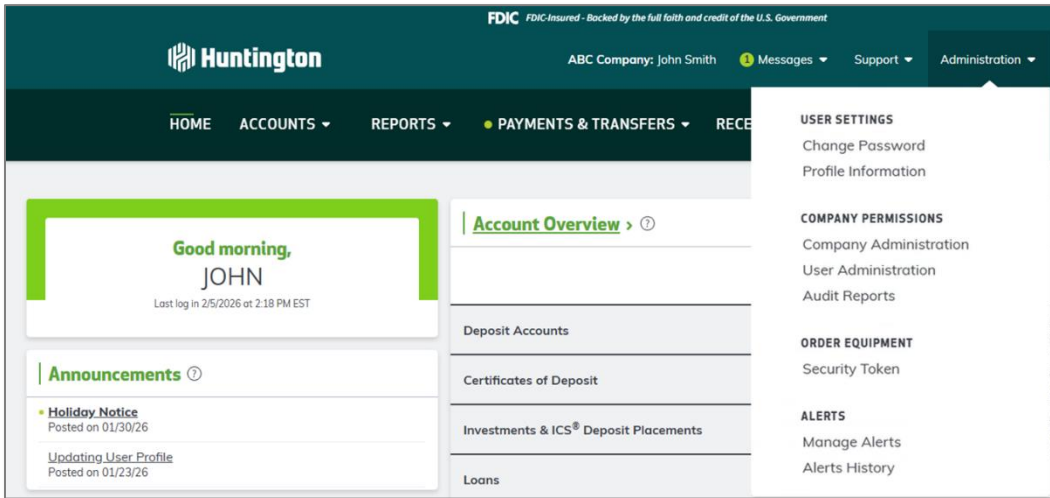 FDIC FDIC-Insured - Backed by the full faith and credit of the U.S. Government
Huntington
ABC Company: John Smith
1 Messages
Support
Administration
HOME
ACCOUNTS
REPORTS
PAYMENTS & TRANSFERS
RECE
USER SETTINGS
Change Password
Profile Information
COMPANY PERMISSIONS
Company Administration
User Administration
Audit Reports
ORDER EQUIPMENT
Security Token
ALERTS
Manage Alerts
Alerts History
Good morning,
JOHN
Last log in 2/5/2026 at 2:18 PM EST
Announcements ?
Holiday Notice
Posted on 01/30/26
Updating User Profile
Posted on 01/23/26
Account Overview > ?
Deposit Accounts
Certificates of Deposit
Investments & ICS® Deposit Placements
Loans